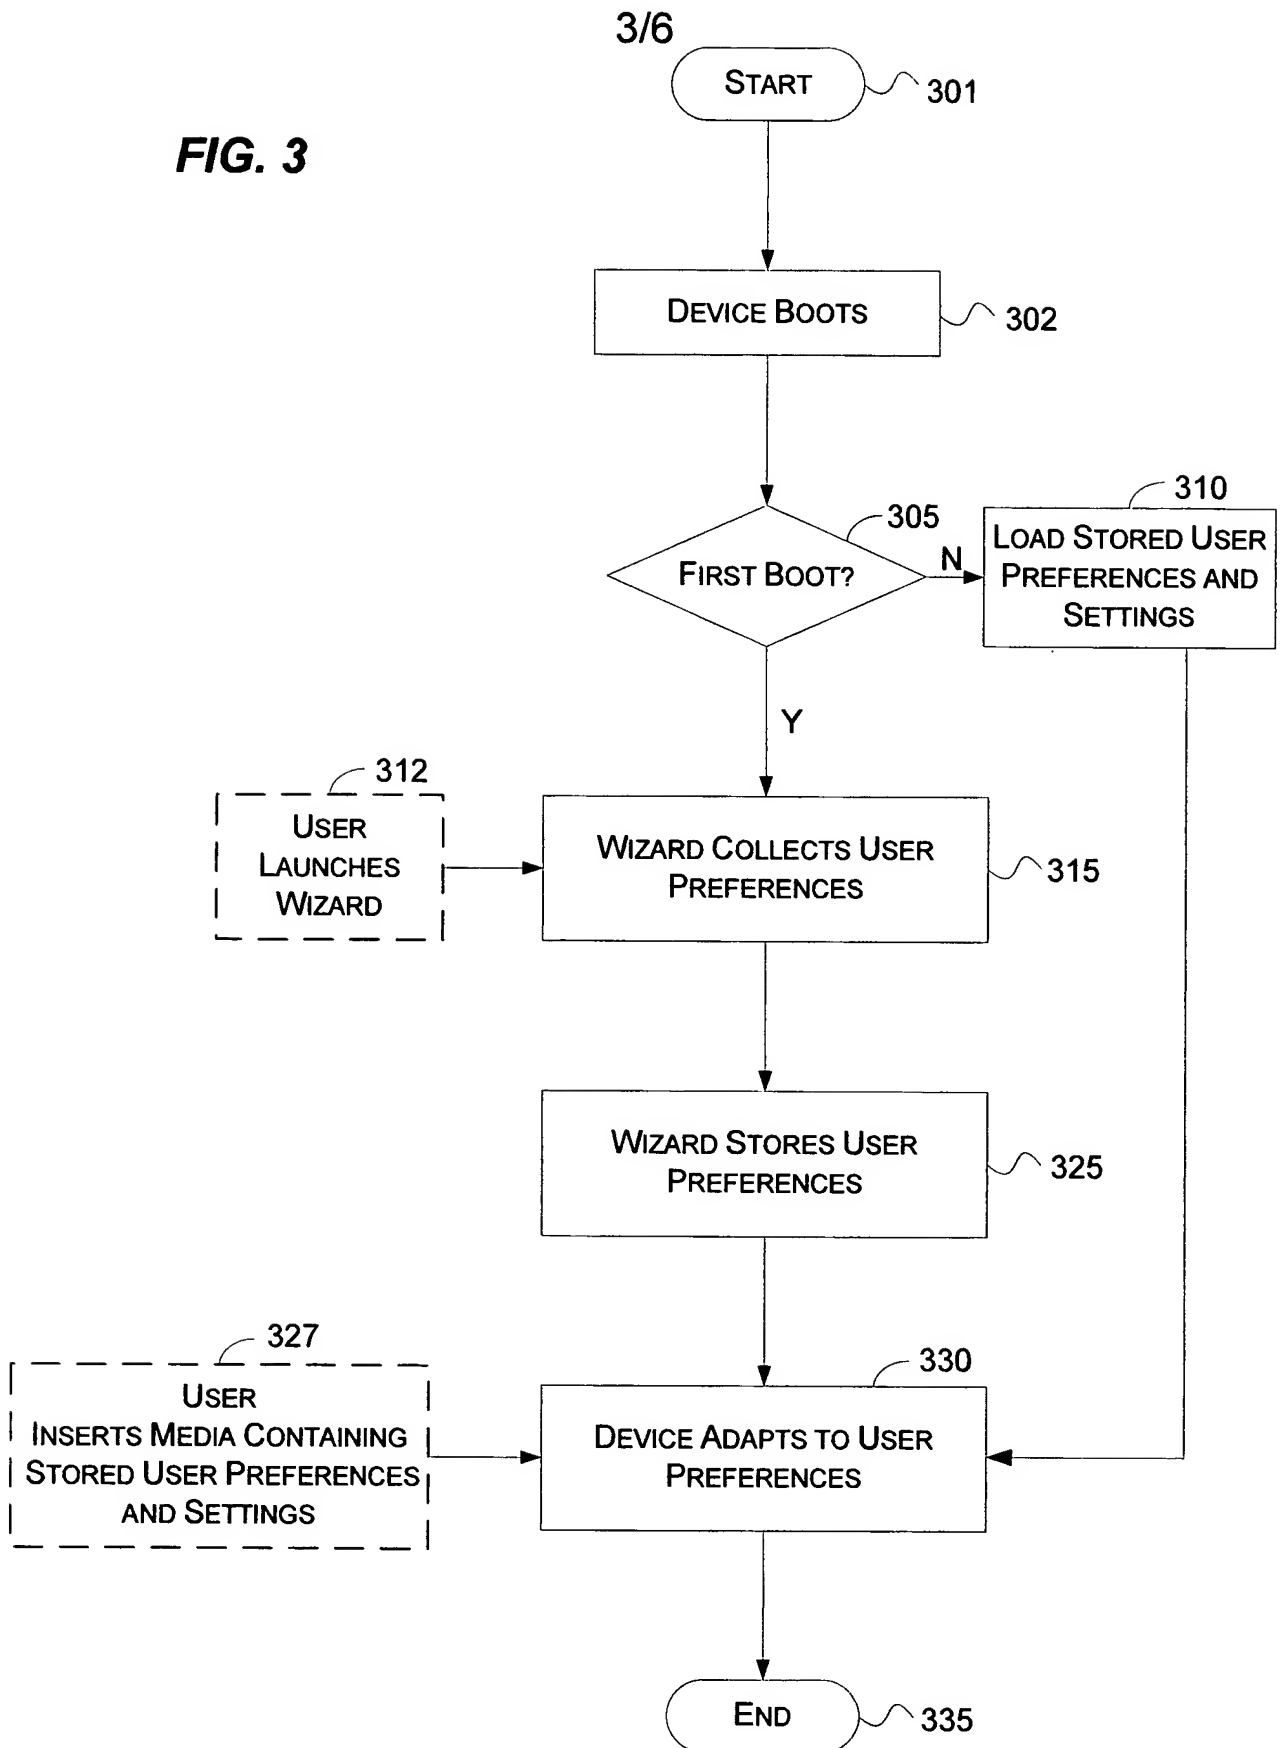 3/6
START
301
FIG. 3
DEVICE BOOTS
302
310
305
LOAD STORED USER
PREFERENCES AND
SETTINGS
FIRST BOOT?
N
Y
312
USER
LAUNCHES
WIZARD
WIZARD COLLECTS USER
PREFERENCES
315
WIZARD STORES USER
PREFERENCES
325
327
USER
INSERTS MEDIA CONTAINING
STORED USER PREFERENCES
AND SETTINGS
330
DEVICE ADAPTS TO USER
PREFERENCES
END
335